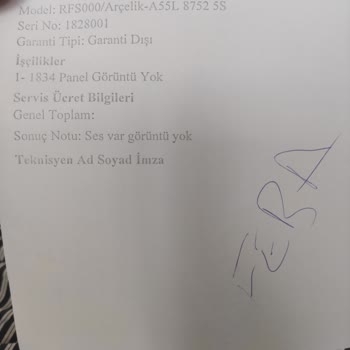 Model: RFS000/Arçelik-A55L 8752 5S
Seri No: 1828001
Garanti Tipi: Garanti Dışı
İşçilikler
1- 1834 Panel Görüntü Yok
Servis Ücret Bilgileri
Genel Toplam:
Sonuç Notu: Ses var görüntü yok
Teknisyen Ad Soyad İmza